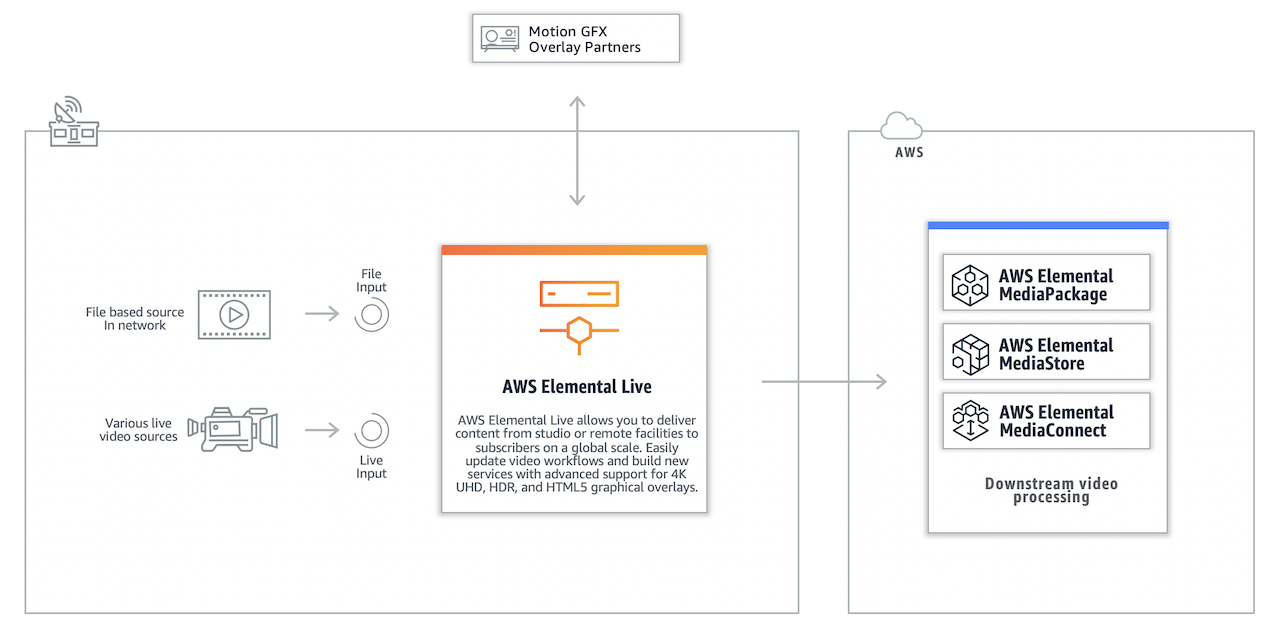 Motion GFX
Overlay Partners
AWS
File
Input
File based source
In network
Various live
video sources
Live
Input
AWS Elemental Live
AWS Elemental Live allows you to deliver
content from studio or remote facilities to
subscribers on a global scale. Easily
update video workflows and build new
services with advanced support for 4K
UHD, HDR, and HTML5 graphical overlays.
AWS Elemental
MediaPackage
AWS Elemental
MediaStore
AWS Elemental
MediaConnect
Downstream video
processing